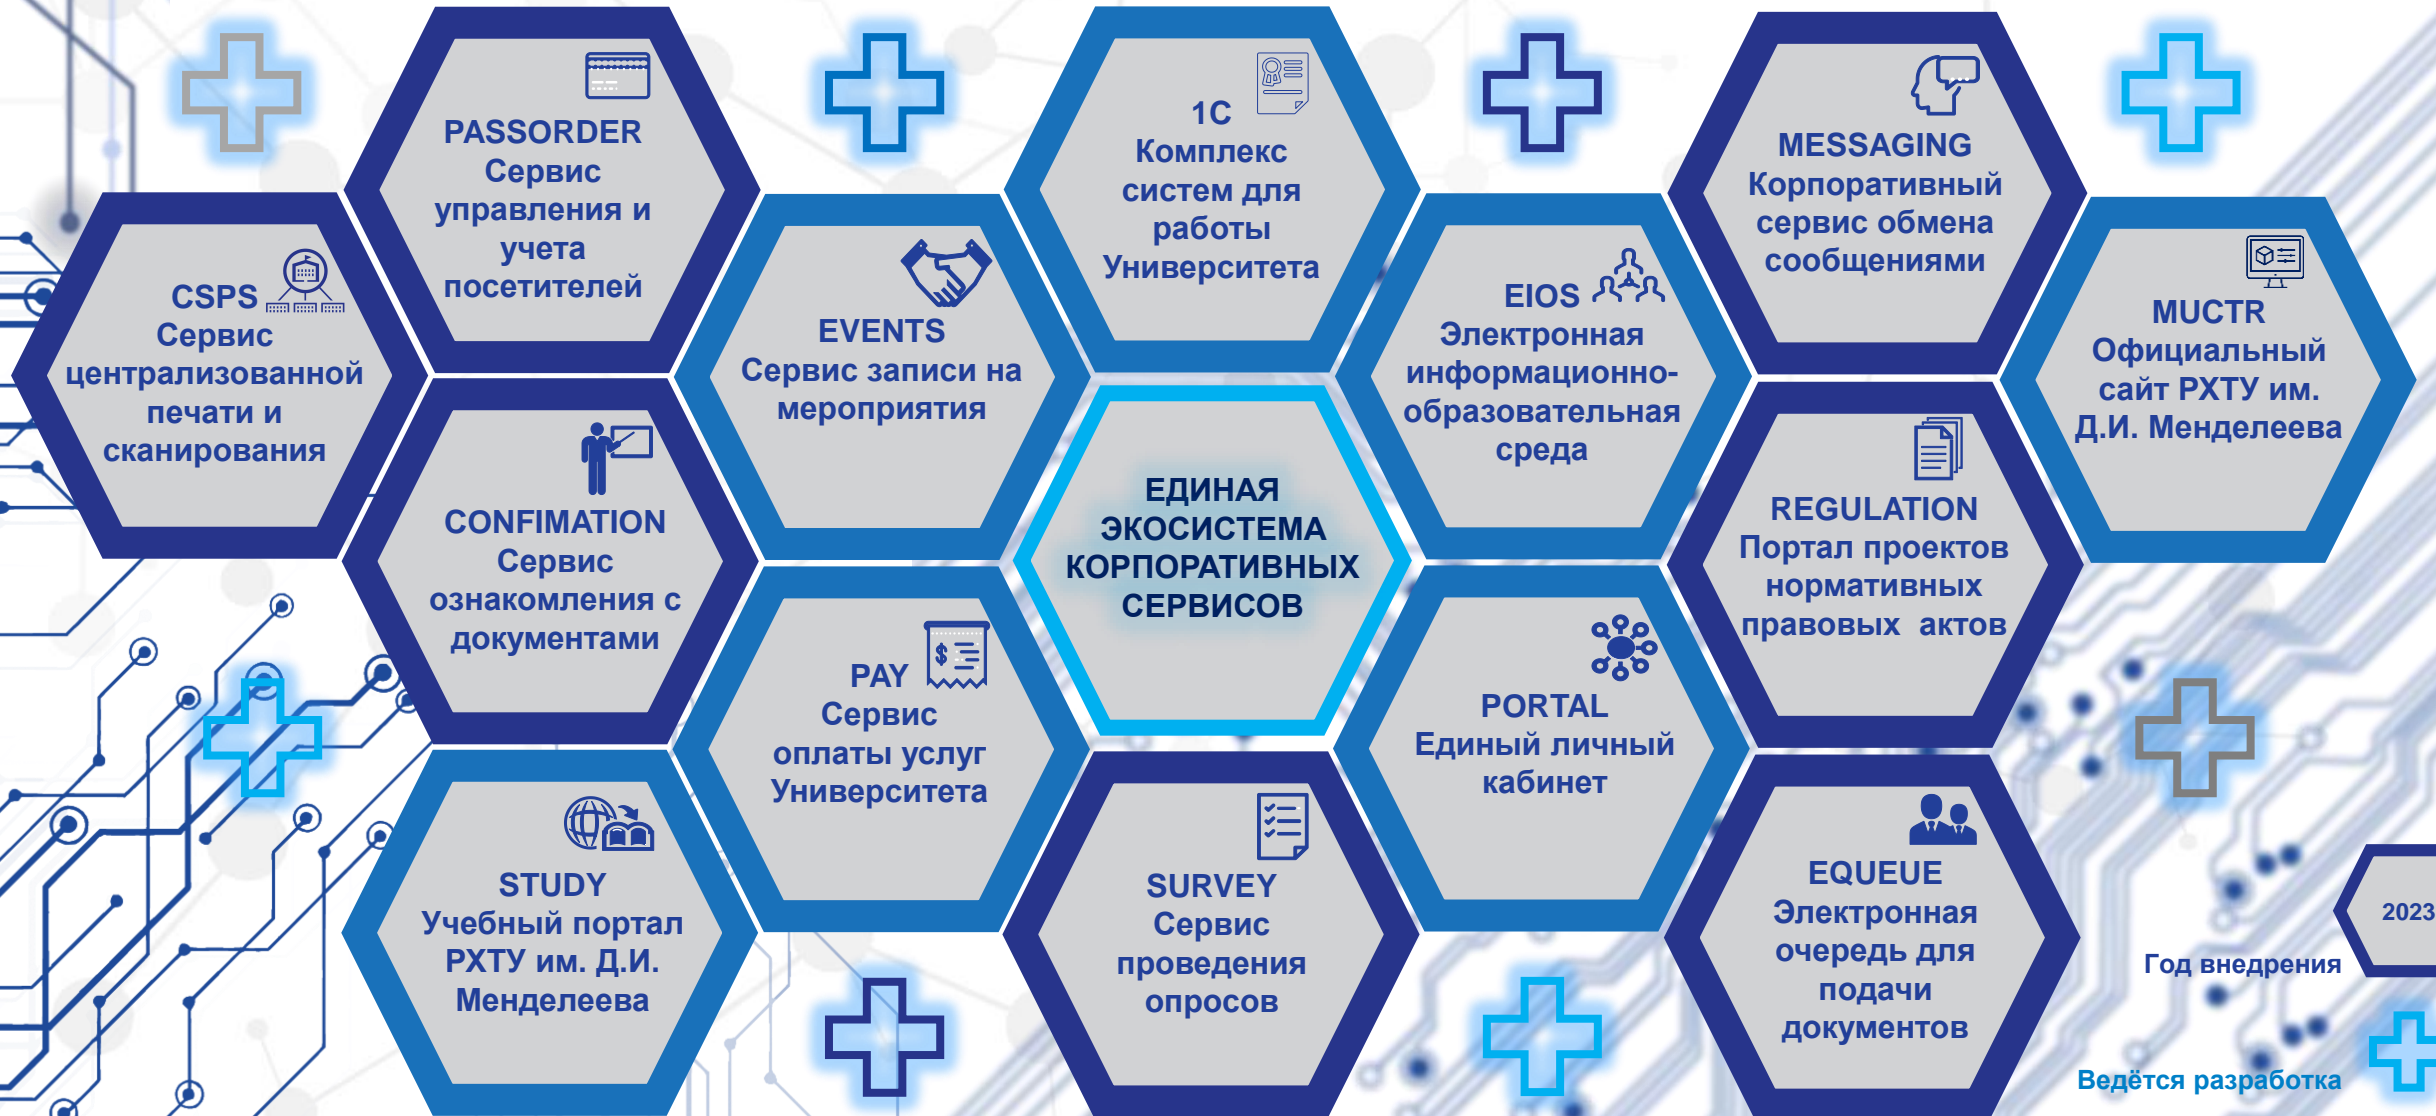 PASSORDER
Сервис
управления и
учета
посетителей
1С
Комплекс
систем для
работы
Университета
MESSAGING
Корпоративный
сервис обмена
сообщениями
CSPS
Сервис
централизованной
печати и
сканирования
EVENTS
Сервис записи на
мероприятия
EIOS
Электронная
информационно-
образовательная
среда
MUCTR
Официальный
сайт РХТУ им.
Д.И. Менделеева
CONFIMATION
Сервис
ознакомления с
документами
ЕДИНАЯ
ЭКОСИСТЕМА
КОРПОРАТИВНЫХ
СЕРВИСОВ
REGULATION
Портал проектов
нормативных
правовых  актов
PAY
Сервис
оплаты услуг
Университета
PORTAL
Единый личный
кабинет
STUDY
Учебный портал
РХТУ им. Д.И.
Менделеева
SURVEY
Сервис
проведения
опросов
EQUEUE
Электронная
очередь для
подачи
документов
2023
Год внедрения
Ведётся разработка